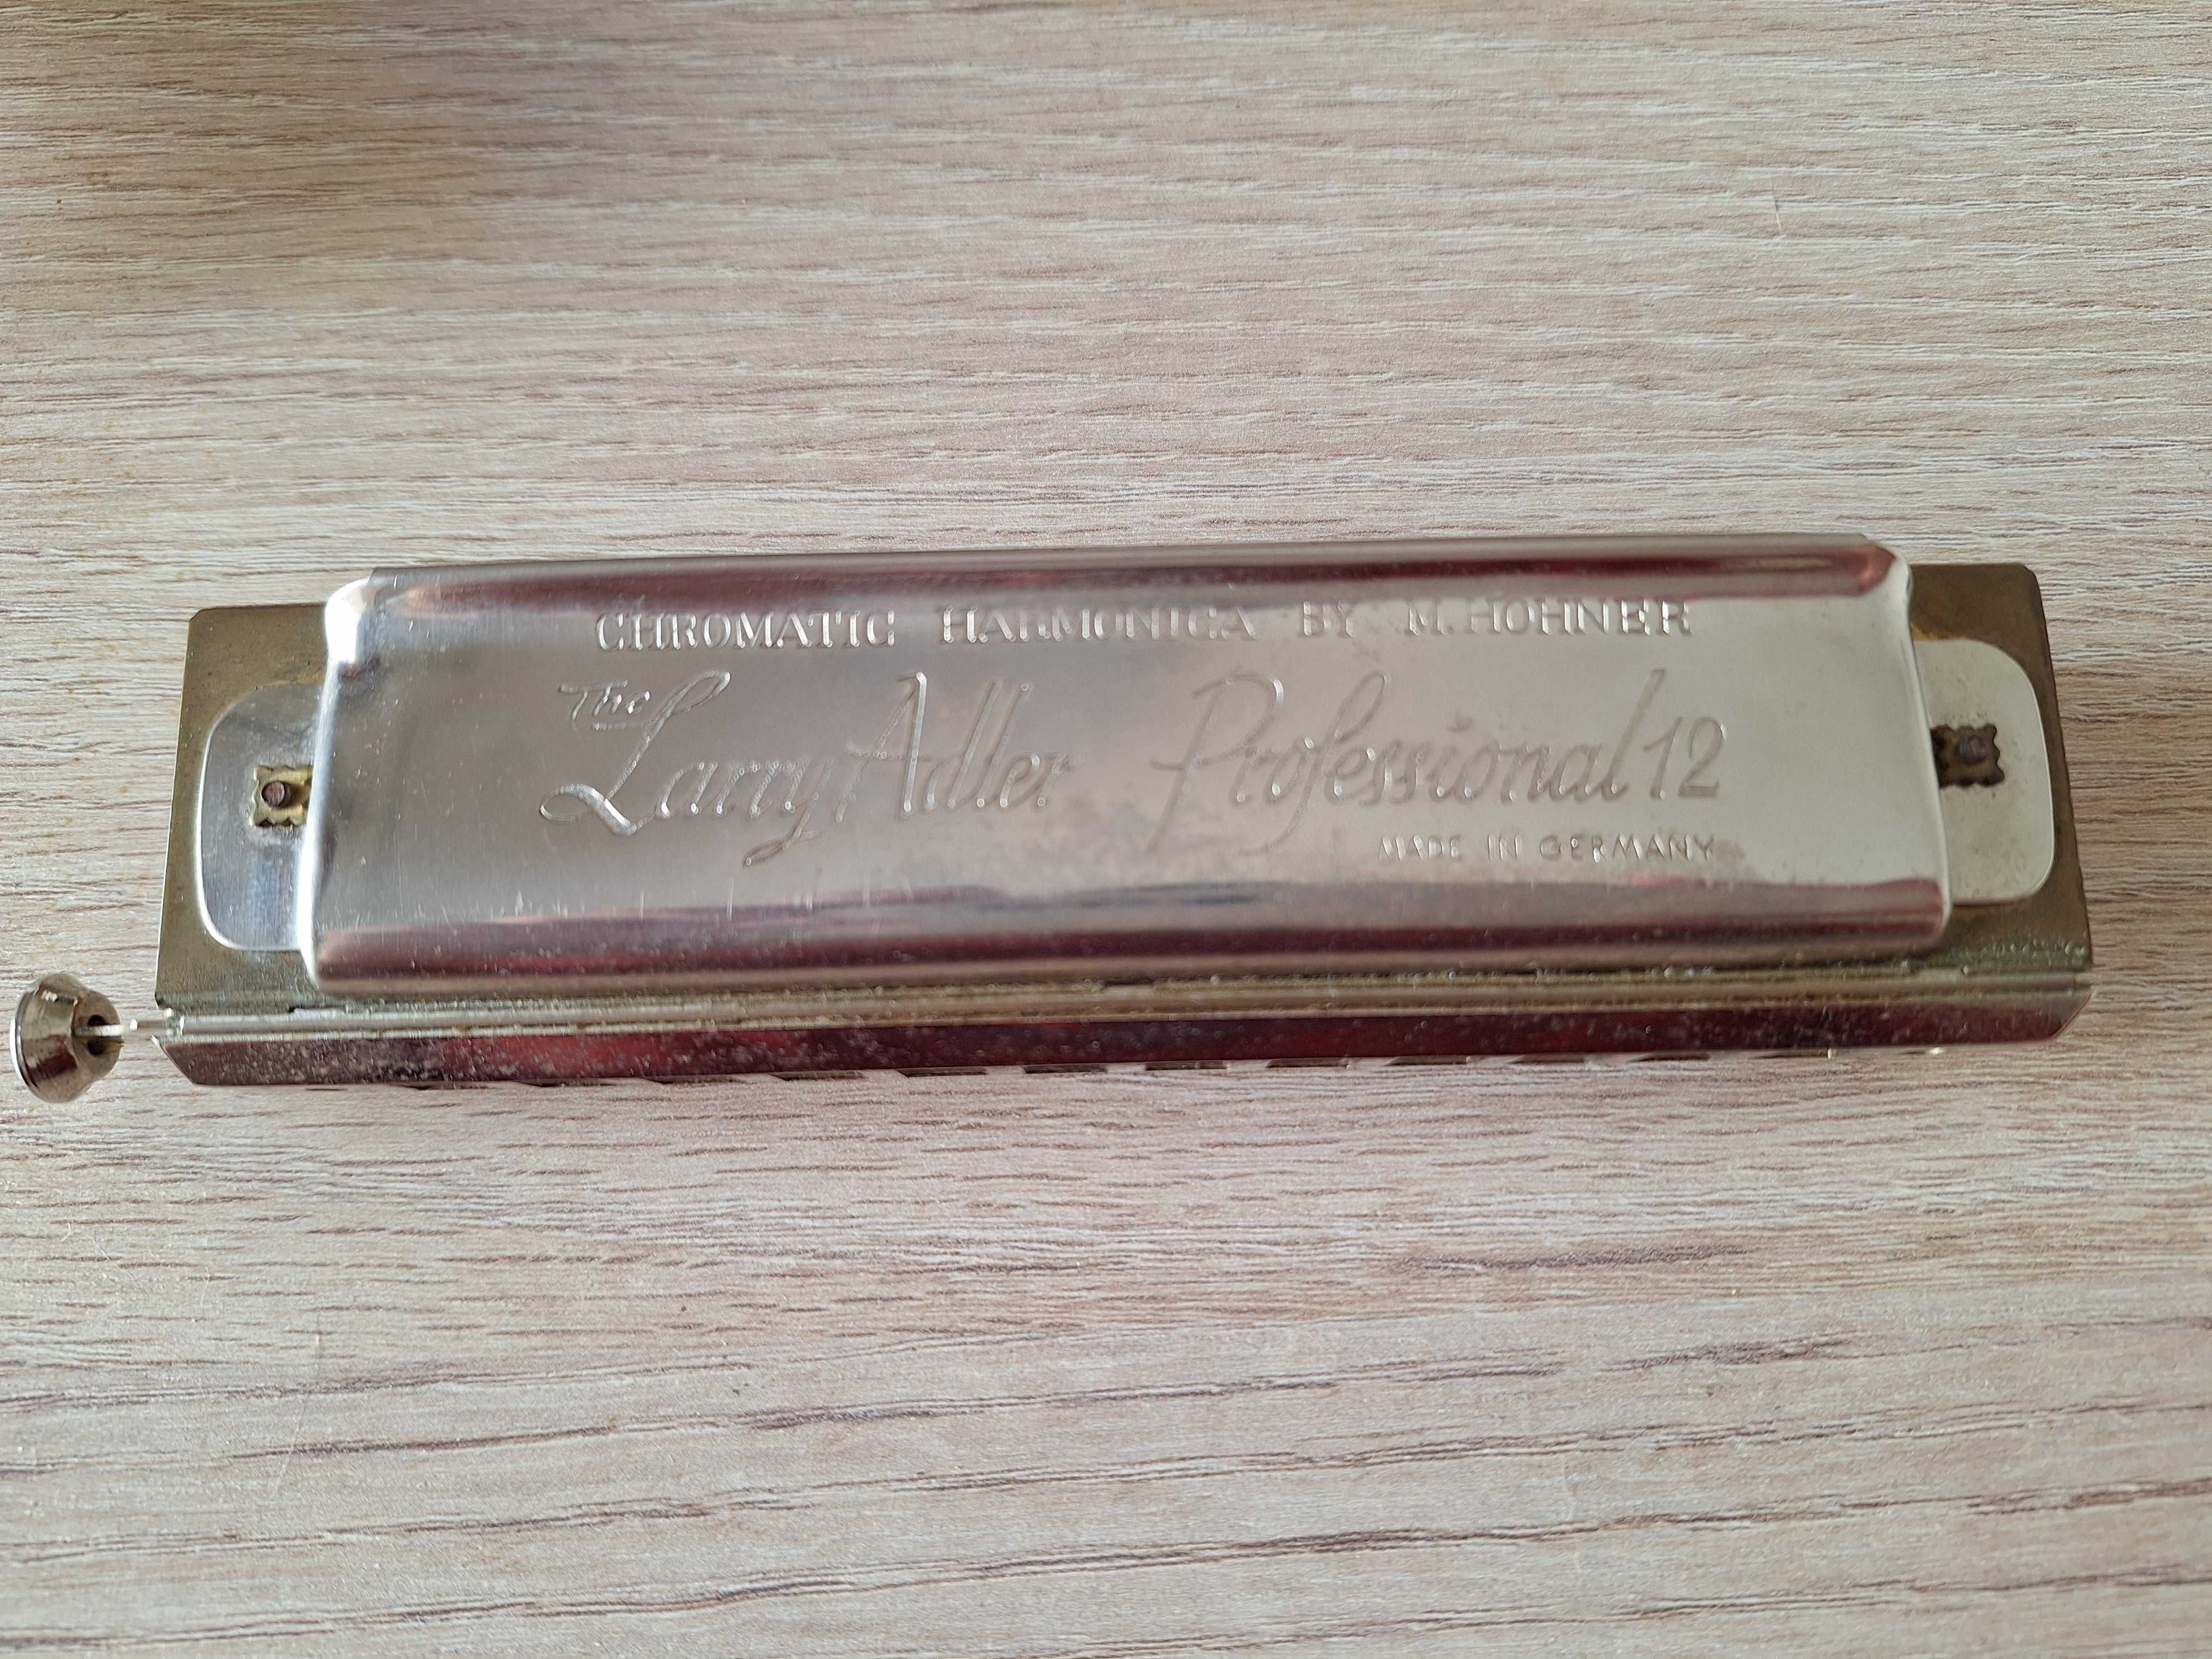 CHROMATIC HARMONICA BY M. HOHNER
The
Larry Adler Professional 12
MADE IN GERMANY